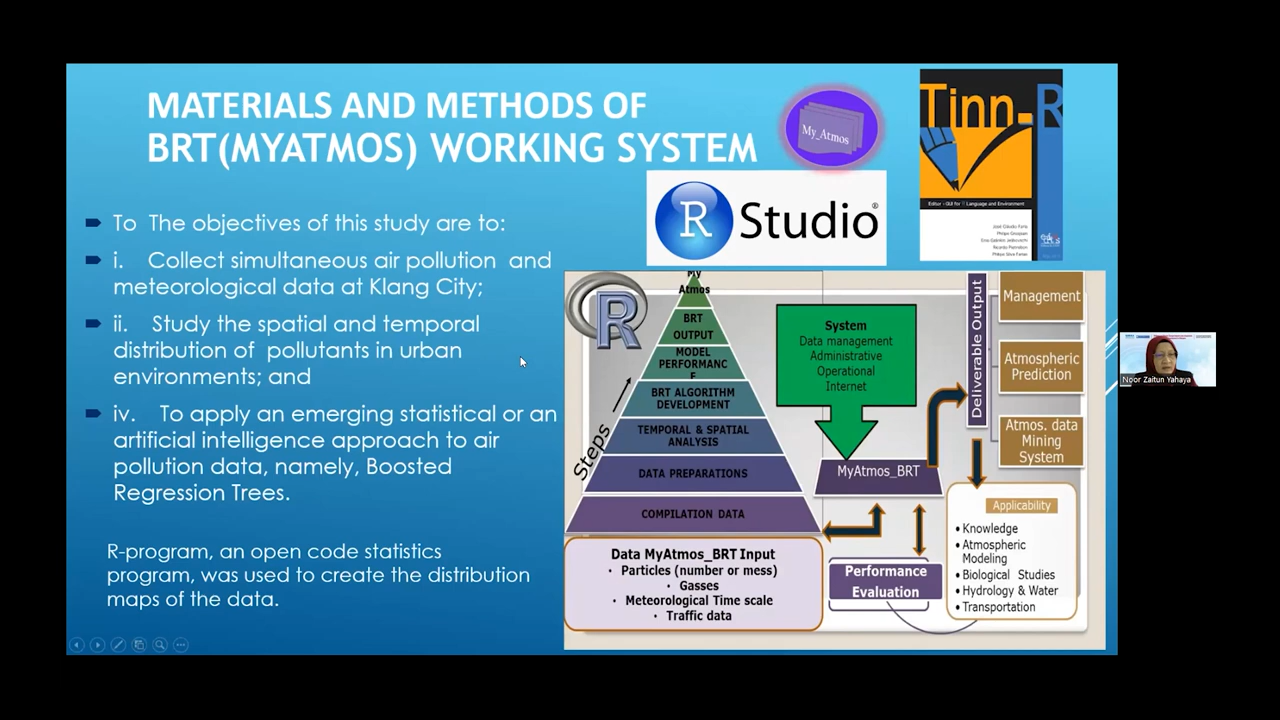 MATERIALS AND METHODS OF
BRT(MYATMOS) WORKING SYSTEM
To The objectives of this study are to:
i. Collect simultaneous air pollution and
meteorological data at Klang City;
ii. Study the spatial and temporal
distribution of pollutants in urban
environments; and
iv. To apply an emerging statistical or an
artificial intelligence approach to air
pollution data, namely, Boosted
Regression Trees.
R-program, an open code statistics
program, was used to create the distribution
maps of the data.
My_Atmos
R Studio®
Tinn-R
Editor - GUI for R Language and Environment
R
My
Atmos
BRT
OUTPUT
MODEL
PERFORMANC
E
BRT ALGORITHM
DEVELOPMENT
TEMPORAL & SPATIAL
ANALYSIS
DATA PREPARATIONS
COMPILATION DATA
Steps
Data MyAtmos_BRT Input
· Particles (number or mess)
· Gasses
· Meteorological Time scale
· Traffic data
System
Data management
Administrative
Operational
Internet
MyAtmos_BRT
Performance
Evaluation
Deliverable Output
Management
Atmospheric
Prediction
Atmos. data
Mining
System
Applicability
• Knowledge
• Atmospheric
Modeling
• Biological Studies
• Hydrology & Water
• Transportation
Noor Zaitun Yahaya